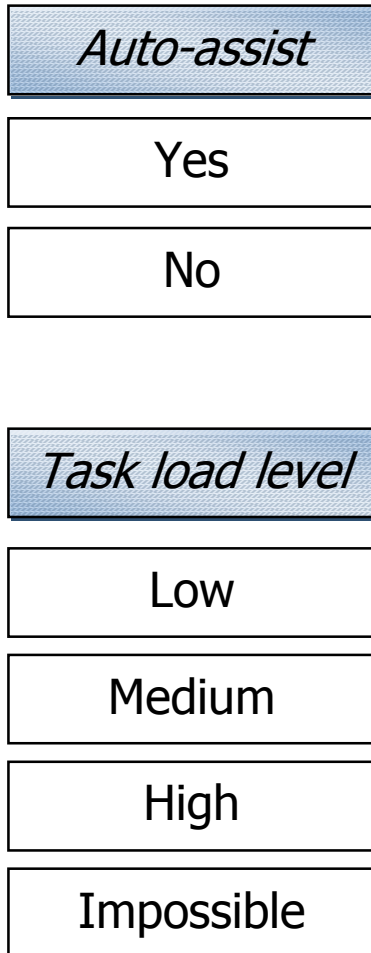 Auto-assist
Yes
No
Task load level
Low
Medium
High
Impossible